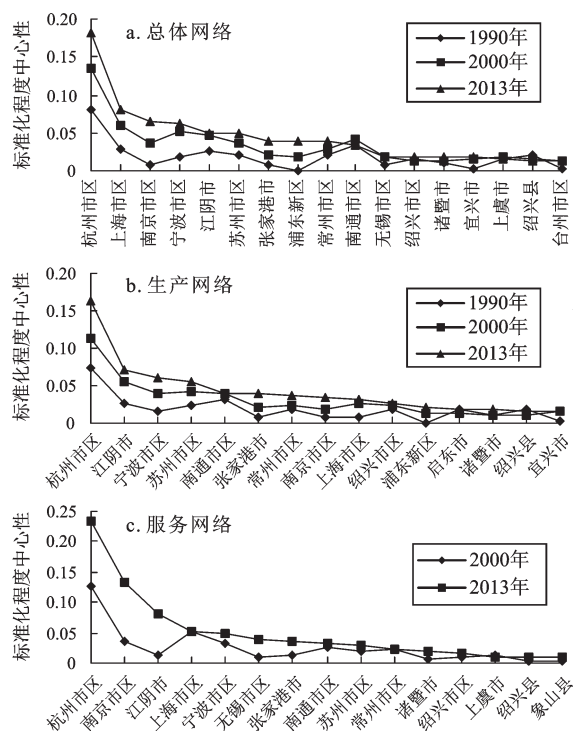 a. 总体网络
标准化程度中心性
0.20
0.15
0.10
0.05
0
1990年
2000年
2013年
杭州市区
上海市区
南京市区
宁波市区
江阴市
苏州市区
张家港市
浦东新区
常州市区
南通市区
无锡市区
绍兴市区
诸暨市
宜兴市
上虞市
绍兴县
台州市区
b. 生产网络
标准化程度中心性
0.20
0.15
0.10
0.05
0
1990年
2000年
2013年
杭州市区
江阴市
宁波市区
苏州市区
南通市区
张家港市
常州市区
南京市区
上海市区
绍兴市区
浦东新区
启东市
诸暨市
绍兴县
宜兴市
c. 服务网络
标准化程度中心性
0.25
0.20
0.15
0.10
0.05
0
2000年
2013年
杭州市区
南京市区
江阴市
上海市区
宁波市区
无锡市区
张家港市
南通市区
苏州市区
常州市区
诸暨市
绍兴市区
上虞市
绍兴县
象山县